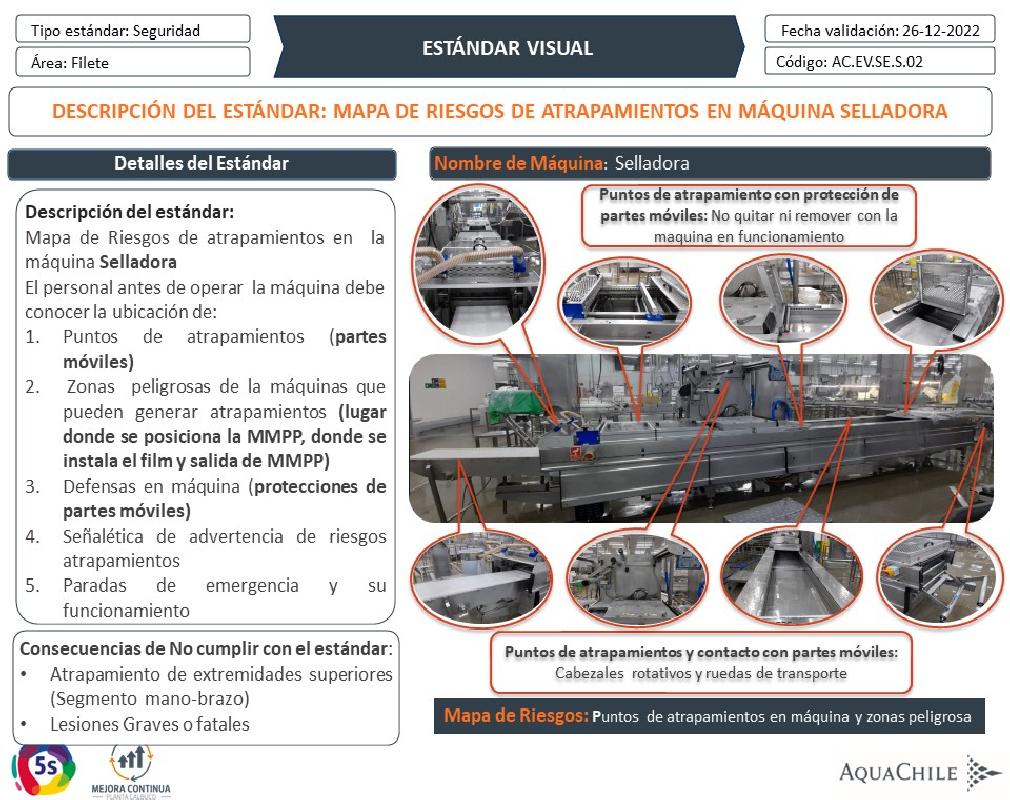 Tipo estándar: Seguridad
Área: Filete
ESTÁNDAR VISUAL
Fecha validación: 26-12-2022
Código: AC.EV.SE.S.02
DESCRIPCIÓN DEL ESTÁNDAR: MAPA DE RIESGOS DE ATRAPAMIENTOS EN MÁQUINA SELLADORA
Detalles del Estándar
Descripción del estándar:
Mapa de Riesgos de atrapamientos en la
máquina Selladora
El personal antes de operar la máquina debe
conocer la ubicación de:
1. Puntos de atrapamientos (partes
móviles)
2. Zonas peligrosas de la máquinas que
pueden generar atrapamientos (lugar
donde se posiciona la MMPP, donde se
instala el film y salida de MMPP)
3. Defensas en máquina (protecciones de
partes móviles)
4. Señalética de advertencia de riesgos
atrapamientos
5. Paradas de emergencia y su
funcionamiento
Consecuencias de No cumplir con el estándar:
• Atrapamiento de extremidades superiores
(Segmento mano-brazo)
• Lesiones Graves o fatales
Nombre de Máquina: Selladora
Puntos de atrapamiento con protección de
partes móviles: No quitar ni remover con la
maquina en funcionamiento
Puntos de atrapamientos y contacto con partes móviles:
Cabezales rotativos y ruedas de transporte
Mapa de Riesgos: Puntos de atrapamientos en máquina y zonas peligrosa
5s
MEJORA CONTINUA
PLANTA CALBUCO
AQUACHILE